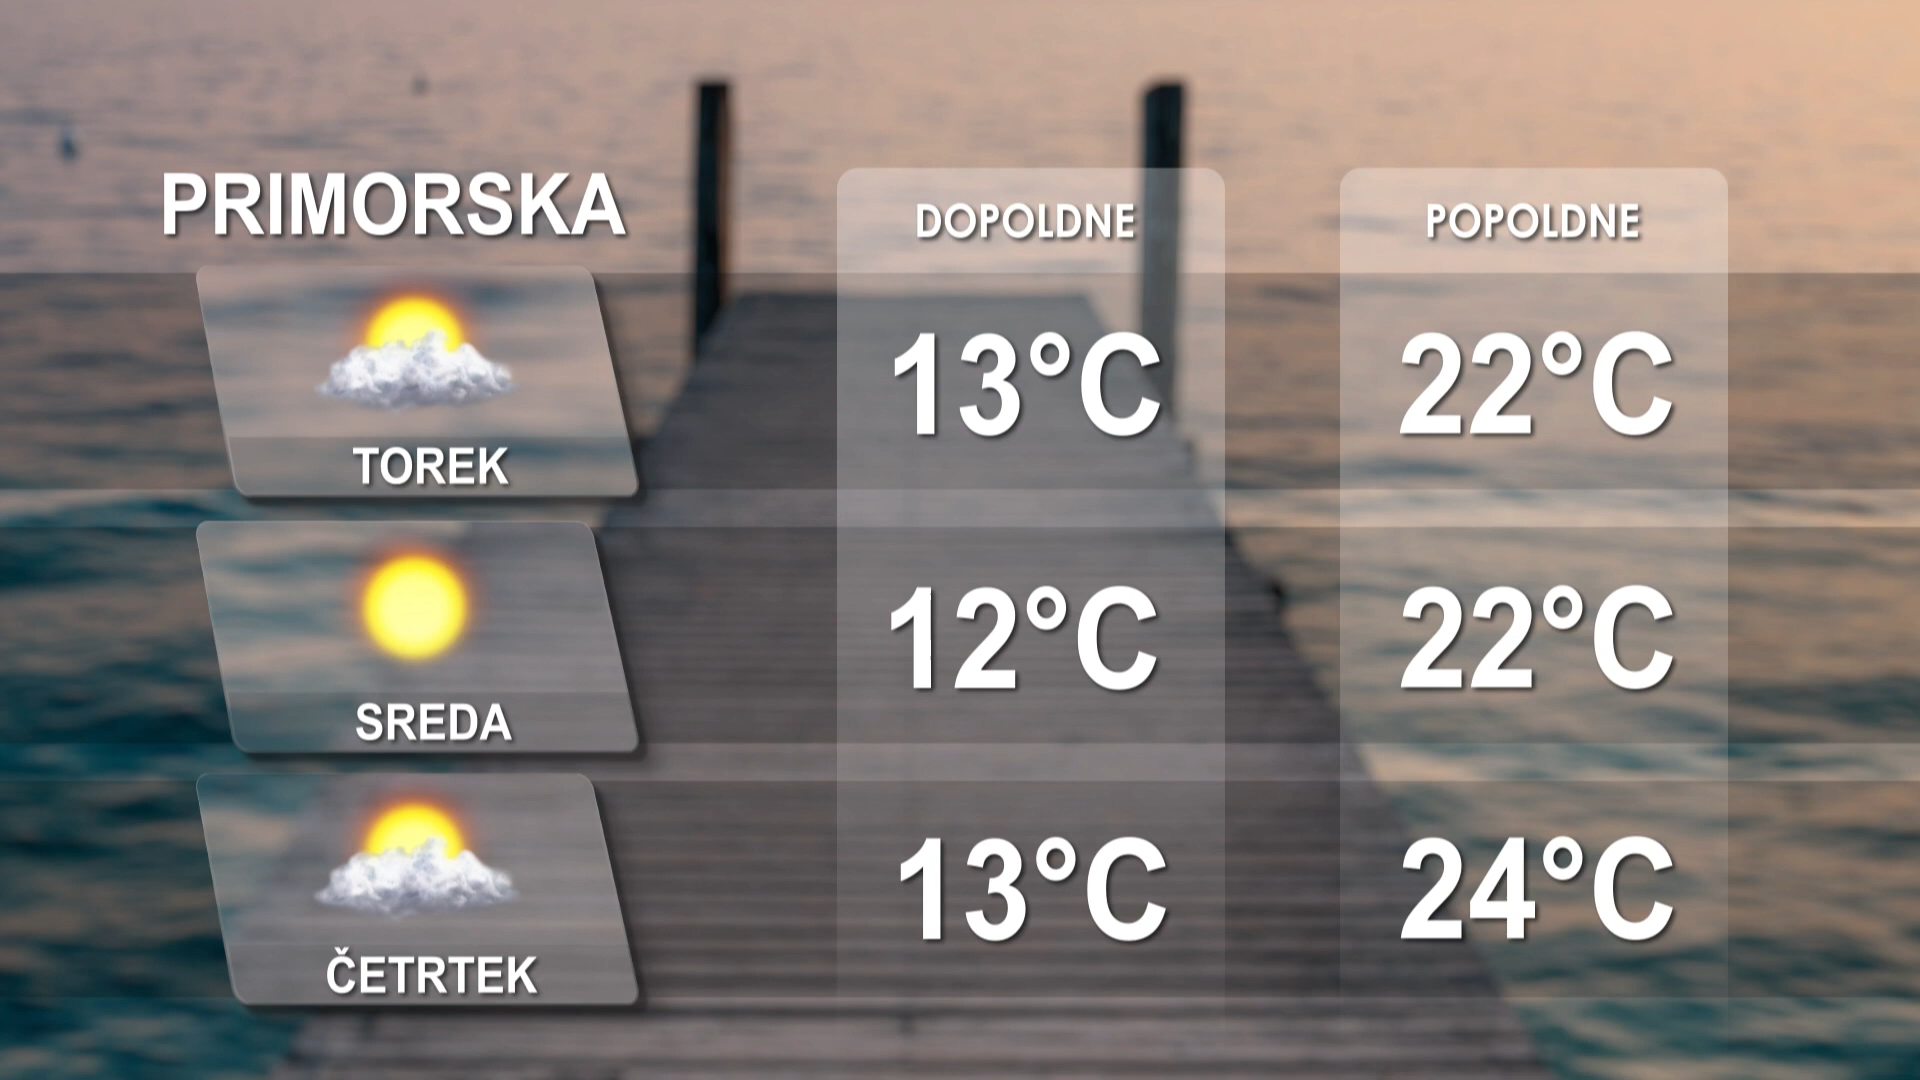 PRIMORSKA
DOPOLDNE POPOLDNE
13°C 22°C
TOREK
12°C 22°C
SREDA
13°C 24°C
ČETRTEK